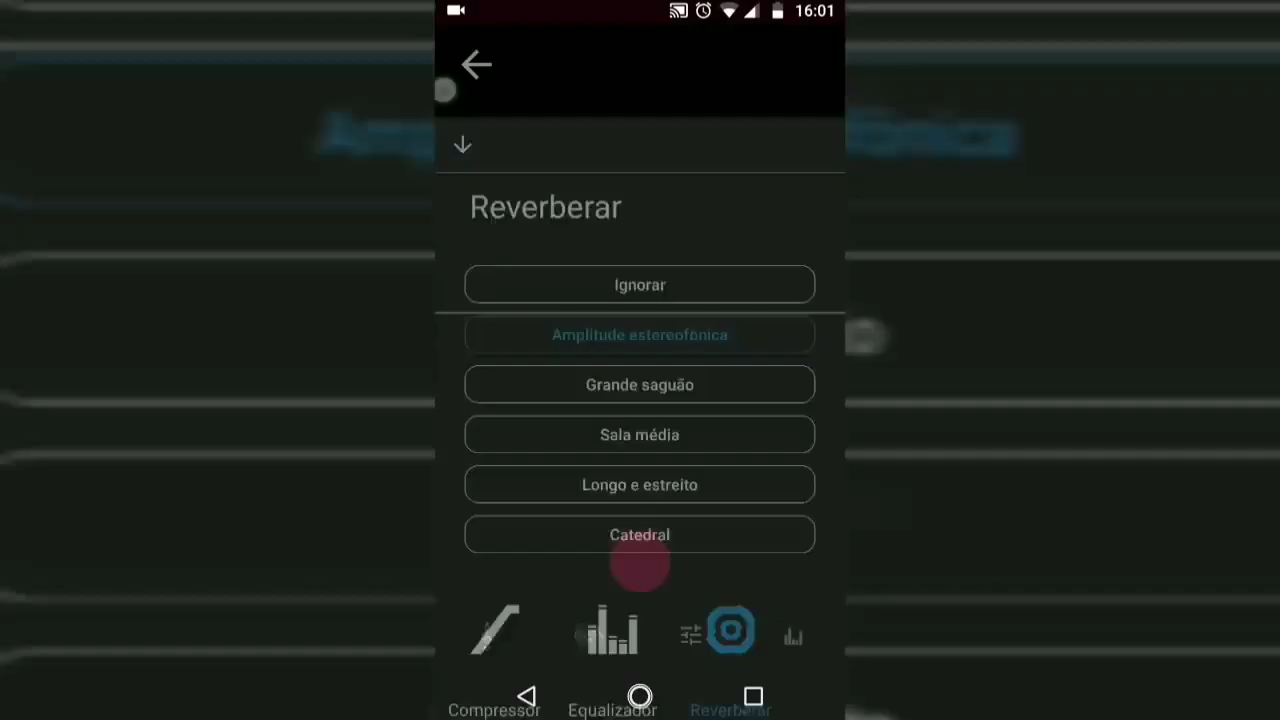 16:01
Reverberar
Ignorar
Amplitude estereofônica
Grande saguão
Sala média
Longo e estreito
Catedral
Compressor Equalizador Reverberar